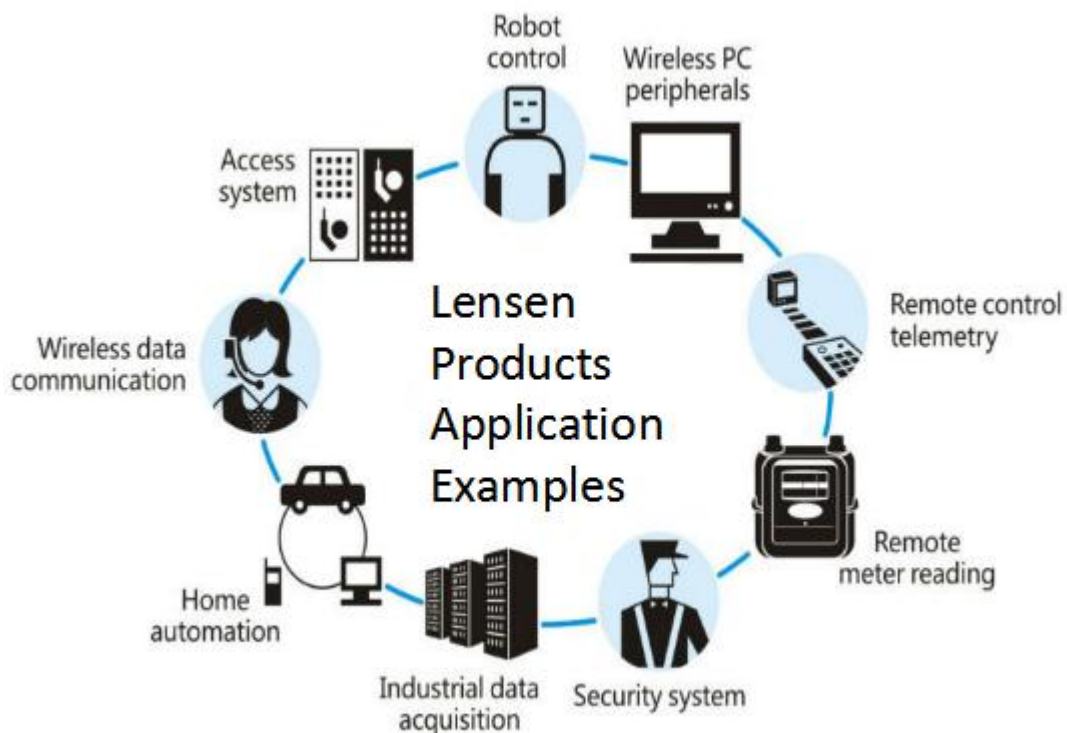 Robot
control
Wireless PC
peripherals
Access
system
Remote control
telemetry
Wireless data
communication
Lensen
Products
Application
Examples
Remote
meter reading
Home
automation
Industrial data
acquisition
Security system